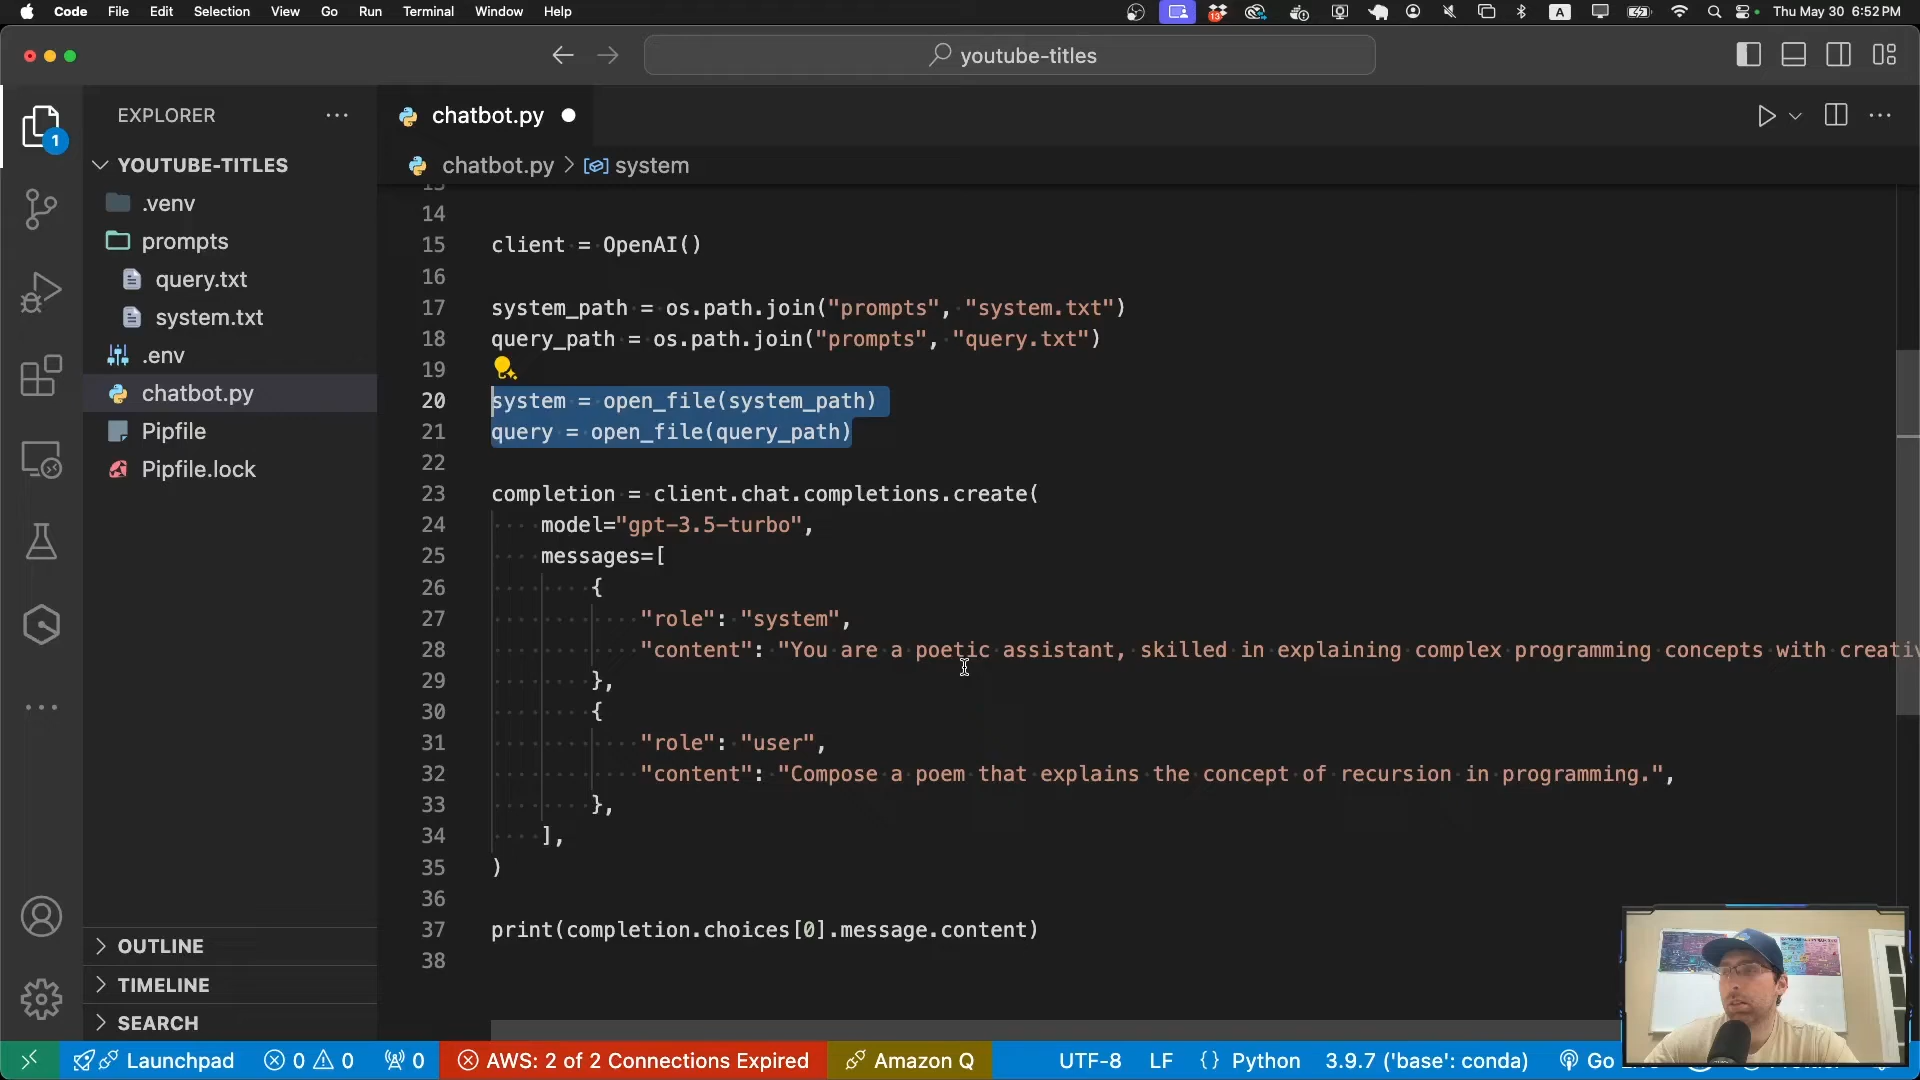 Code File Edit Selection View Go Run Terminal Window Help
13
A
Thu May 30 6:52 PM
youtube-titles
EXPLORER
chatbot.py
1
YOUTUBE-TITLES
chatbot.py > system
.venv
prompts
query.txt
system.txt
.env
chatbot.py
Pipfile
Pipfile.lock
14
15 client = OpenAI()
16
17 system_path = os.path.join("prompts", "system.txt")
18 query_path = os.path.join("prompts", "query.txt")
19
20 system = open_file(system_path)
21 query = open_file(query_path)
22
23 completion = client.chat.completions.create(
24 model="gpt-3.5-turbo",
25 messages=[
26 {
27 "role": "system",
28 "content": "You are a poetic assistant, skilled in explaining complex programming concepts with
29 },
30 {
31 "role": "user",
32 "content": "Compose a poem that explains the concept of recursion in programming.",
33 },
34 ],
35 )
36
37 print(completion.choices[0].message.content)
38
OUTLINE
TIMELINE
SEARCH
Launchpad 0 0 0 AWS: 2 of 2 Connections Expired Amazon Q UTF-8 LF {} Python 3.9.7 ('base': conda) Go